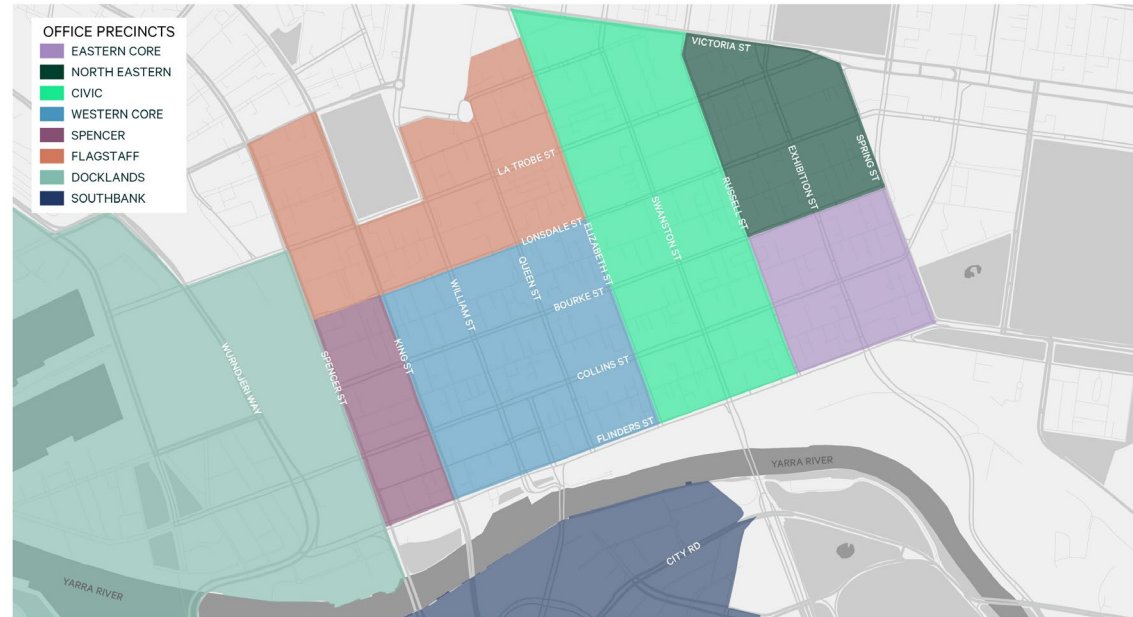 OFFICE PRECINCTS
EASTERN CORE
NORTH EASTERN
CIVIC
WESTERN CORE
SPENCER
FLAGSTAFF
DOCKLANDS
SOUTHBANK
VICTORIA ST
LA TROBE ST
EXHIBITION ST
SPRING ST
RUSSELL ST
SWANSTON ST
LONSDALE ST
ELIZABETH ST
QUEEN ST
WILLIAM ST
BOURKE ST
KING ST
SPENCER ST
WURNDJERI WAY
COLLINS ST
FLINDERS ST
YARRA RIVER
CITY RD
YARRA RIVER